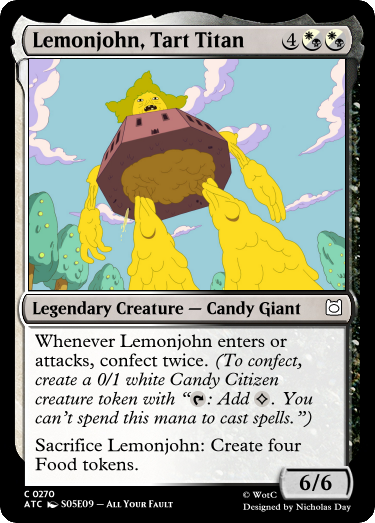 Lemonjohn, Tart Titan 4
Legendary Creature — Candy Giant
Whenever Lemonjohn enters or
attacks, confect twice. (To confect,
create a 0/1 white Candy Citizen
creature token with “: Add ◇. You
can’t spend this mana to cast spells.”)
Sacrifice Lemonjohn: Create four
Food tokens.
6/6
C 0270
ATC S05E09 – All Your Fault
© WotC
Designed by Nicholas Day